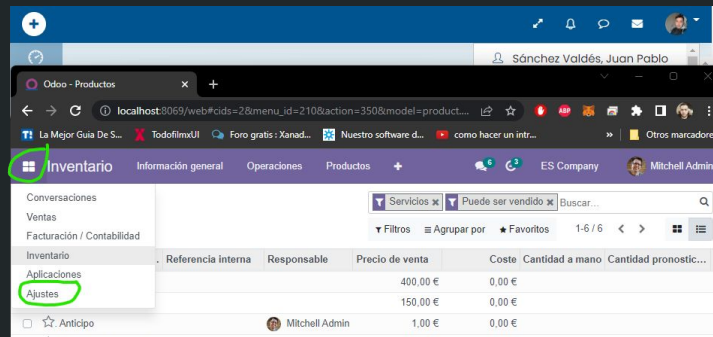 Sánchez Valdés, Juan Pablo
Odoo - Productos
localhost:8069/web#cids=2&menu_id=210&action=350&model=product....
La Mejor Guia De S... TodofilmxUI Foro gratis : Xanad... Nuestro software d... como hacer un intr... » Otros marcadore
Inventario Información general Operaciones Productos 6 3 ES Company Mitchell Admin
Conversaciones
Ventas
Facturación / Contabilidad
Inventario
Aplicaciones
Ajustes
Servicios x Puede ser vendido x Buscar...
Filtros Agrupar por Favoritos 1-6 / 6
Referencia interna Responsable Precio de venta Coste Cantidad a mano Cantidad pronostic...
400,00 € 0,00 €
150,00 € 0,00 €
Anticipo Mitchell Admin 1,00 € 0,00 €